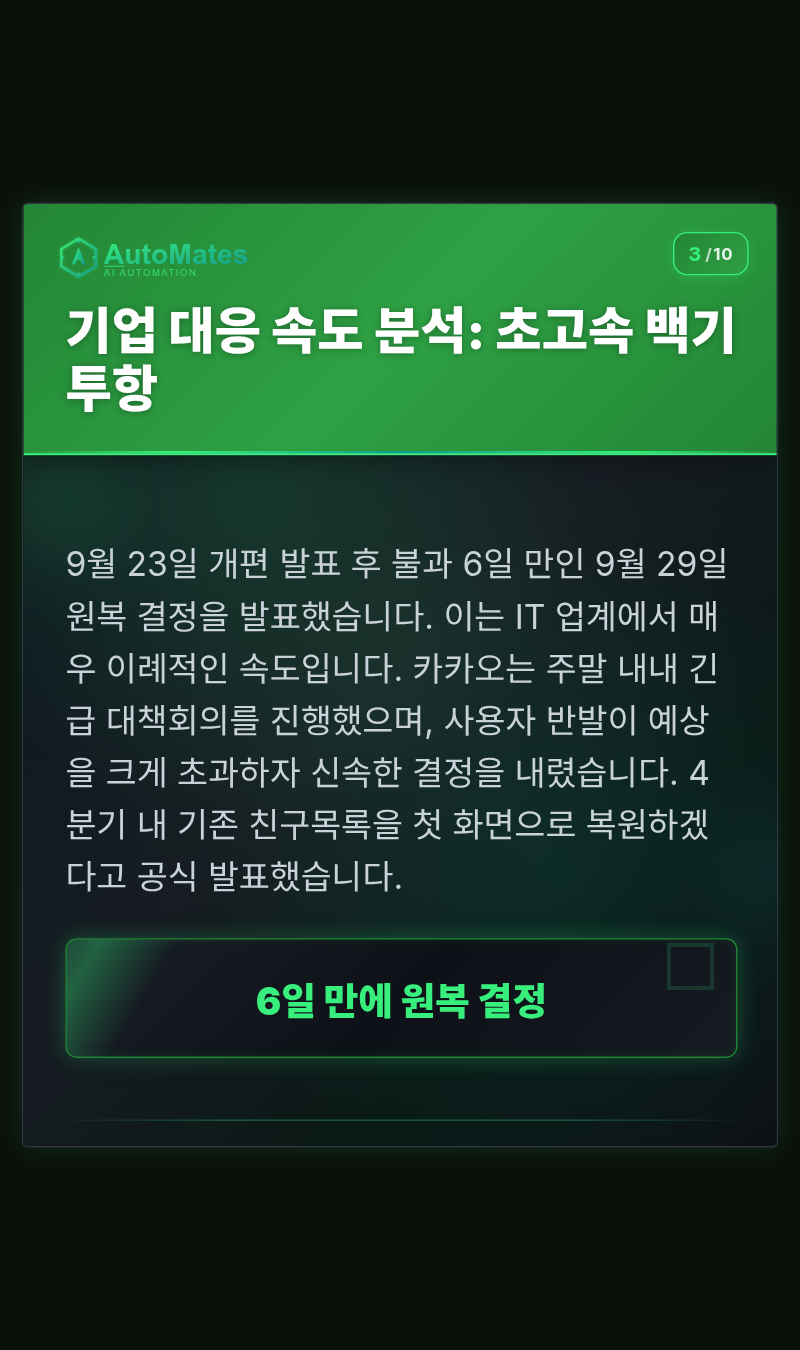 AutoMates
AI AUTOMATION
3 / 10
기업 대응 속도 분석: 초고속 백기
투항
9월 23일 개편 발표 후 불과 6일 만인 9월 29일
원복 결정을 발표했습니다. 이는 IT 업계에서 매
우 이례적인 속도입니다. 카카오는 주말 내내 긴
급 대책회의를 진행했으며, 사용자 반발이 예상
을 크게 초과하자 신속한 결정을 내렸습니다. 4
분기 내 기존 친구목록을 첫 화면으로 복원하겠
다고 공식 발표했습니다.
6일 만에 원복 결정